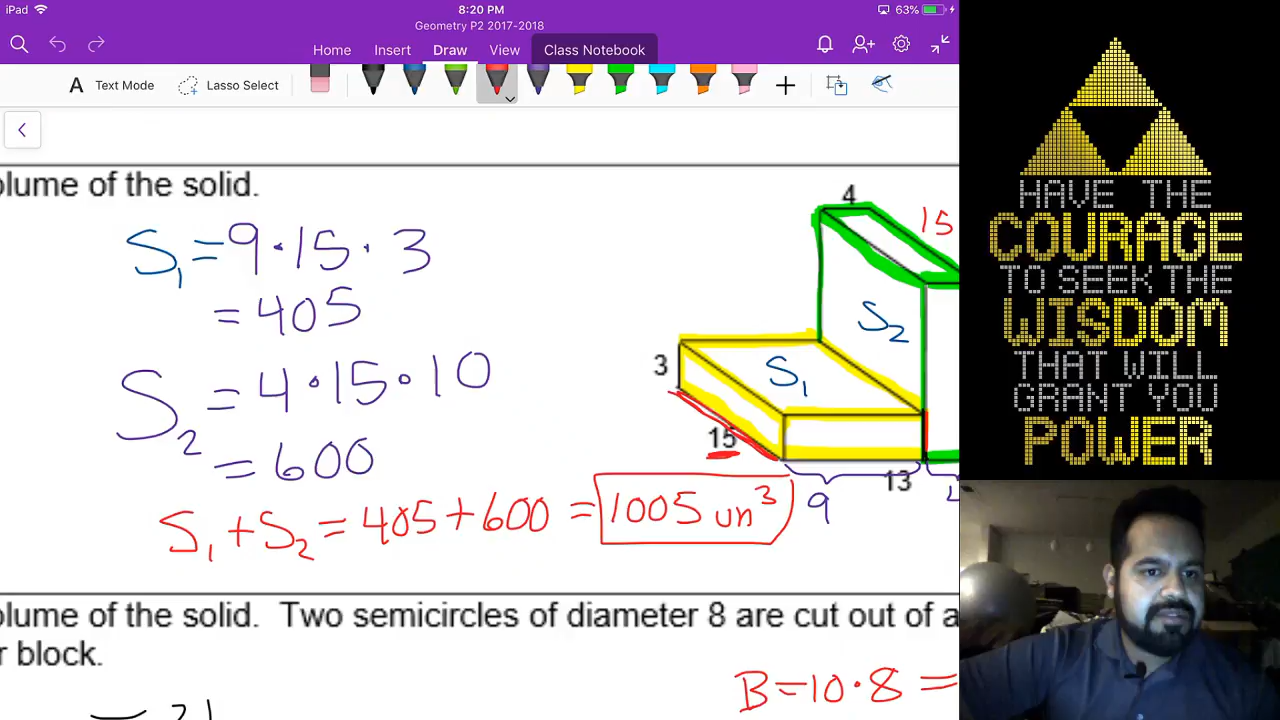 iPad
8:20 PM
63%
Geometry P2 2017-2018
Home Insert Draw View Class Notebook
A Text Mode Lasso Select
olume of the solid.
S1 = 9·15·3
= 405
S2 = 4·15·10
= 600
S1 + S2 = 405 + 600 = 1005 un³
4
15
S2
3
S1
15
13
9
olume of the solid. Two semicircles of diameter 8 are cut out of a
r block.
B = 10·8 =
HAVE THE
COURAGE
TO SEEK THE
WISDOM
THAT WILL
GRANT YOU
POWER